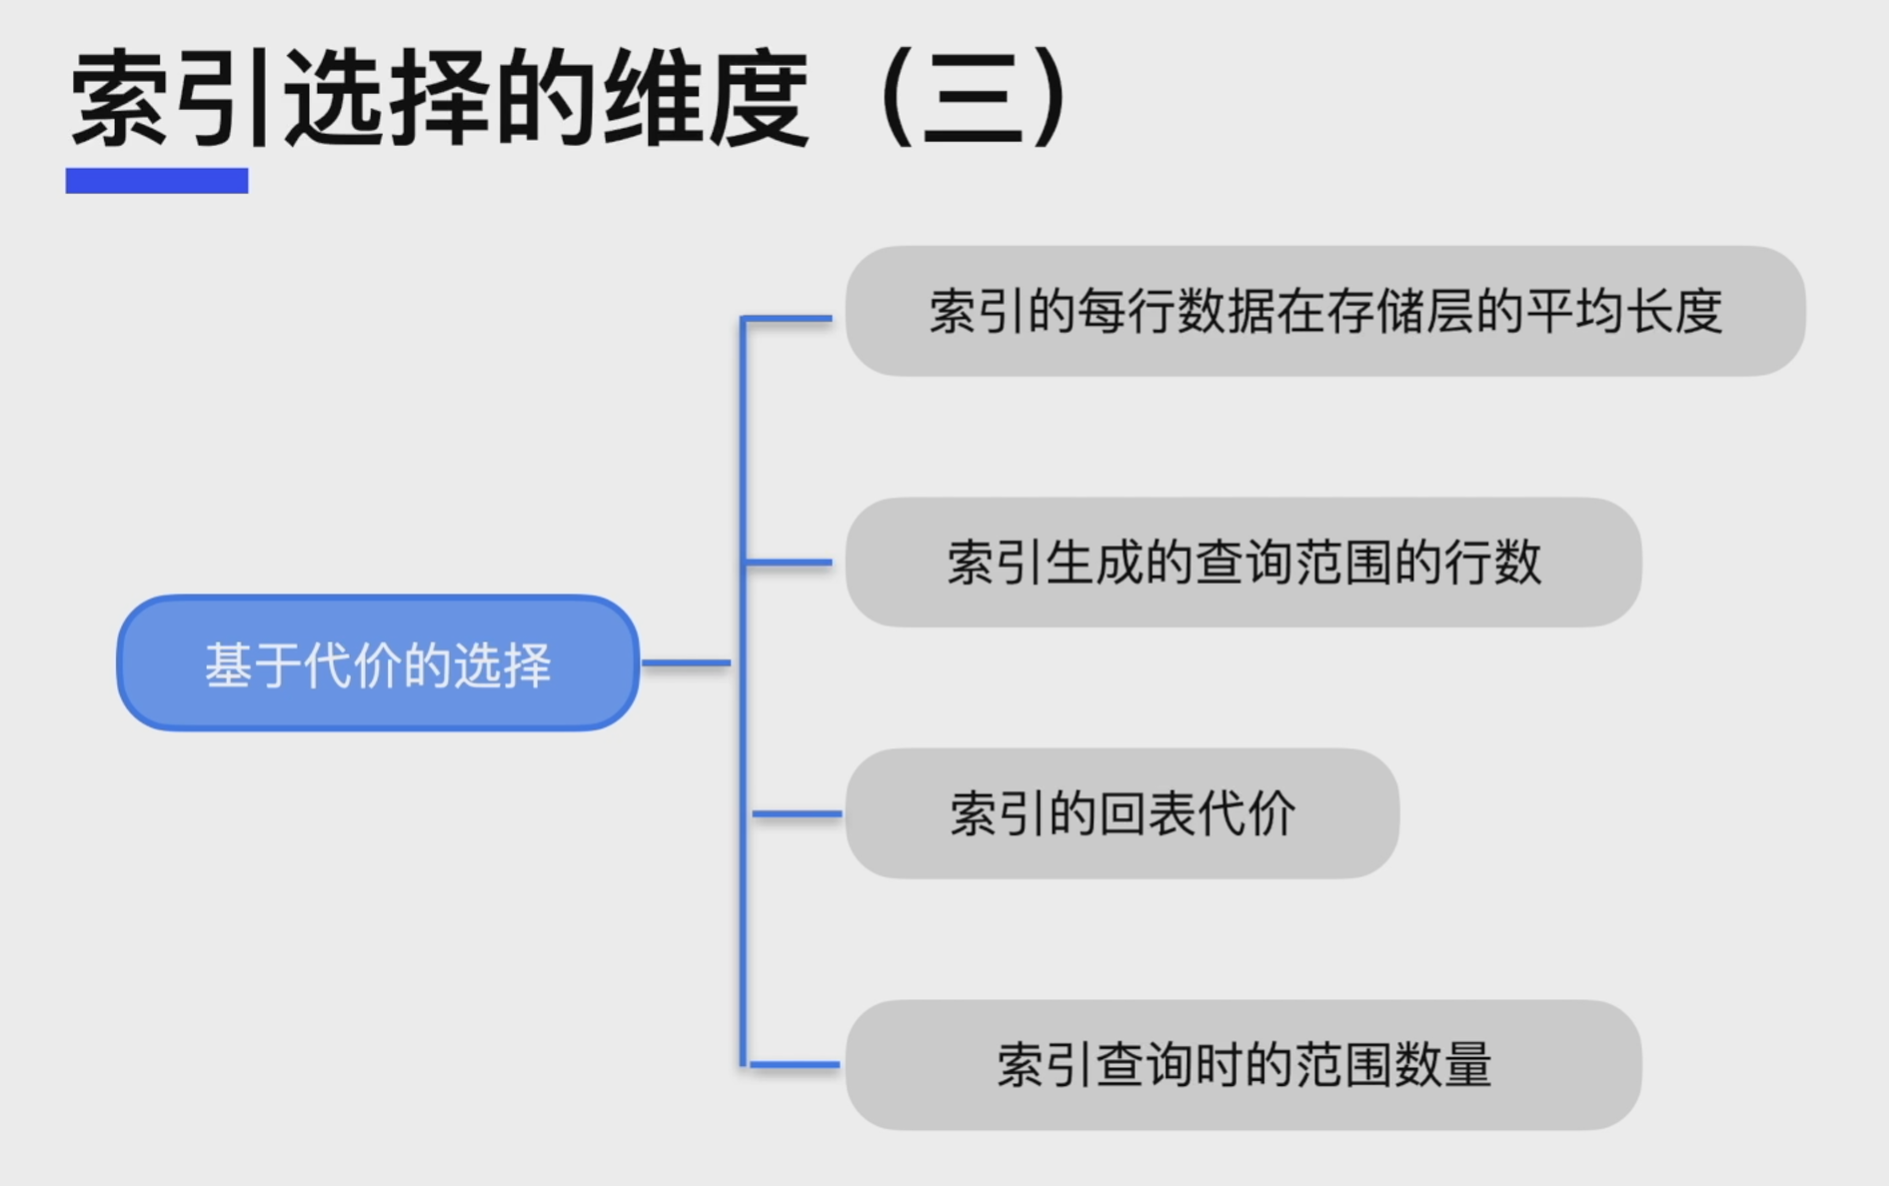 索引选择的维度（三）
索引的每行数据在存储层的平均长度
索引生成的查询范围的行数
基于代价的选择
索引的回表代价
索引查询时的范围数量